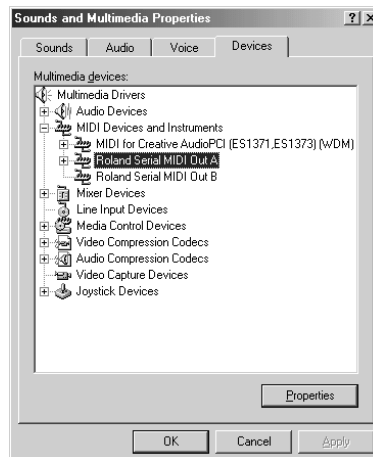 Sounds and Multimedia Properties ? x
Sounds Audio Voice Devices
Multimedia devices:
Multimedia Drivers
Audio Devices
MIDI Devices and Instruments
MIDI for Creative AudioPCI (ES1371,ES1373) (WDM)
Roland Serial MIDI Out A
Roland Serial MIDI Out B
Mixer Devices
Line Input Devices
Media Control Devices
Video Compression Codecs
Audio Compression Codecs
Video Capture Devices
Joystick Devices
Properties
OK Cancel Apply